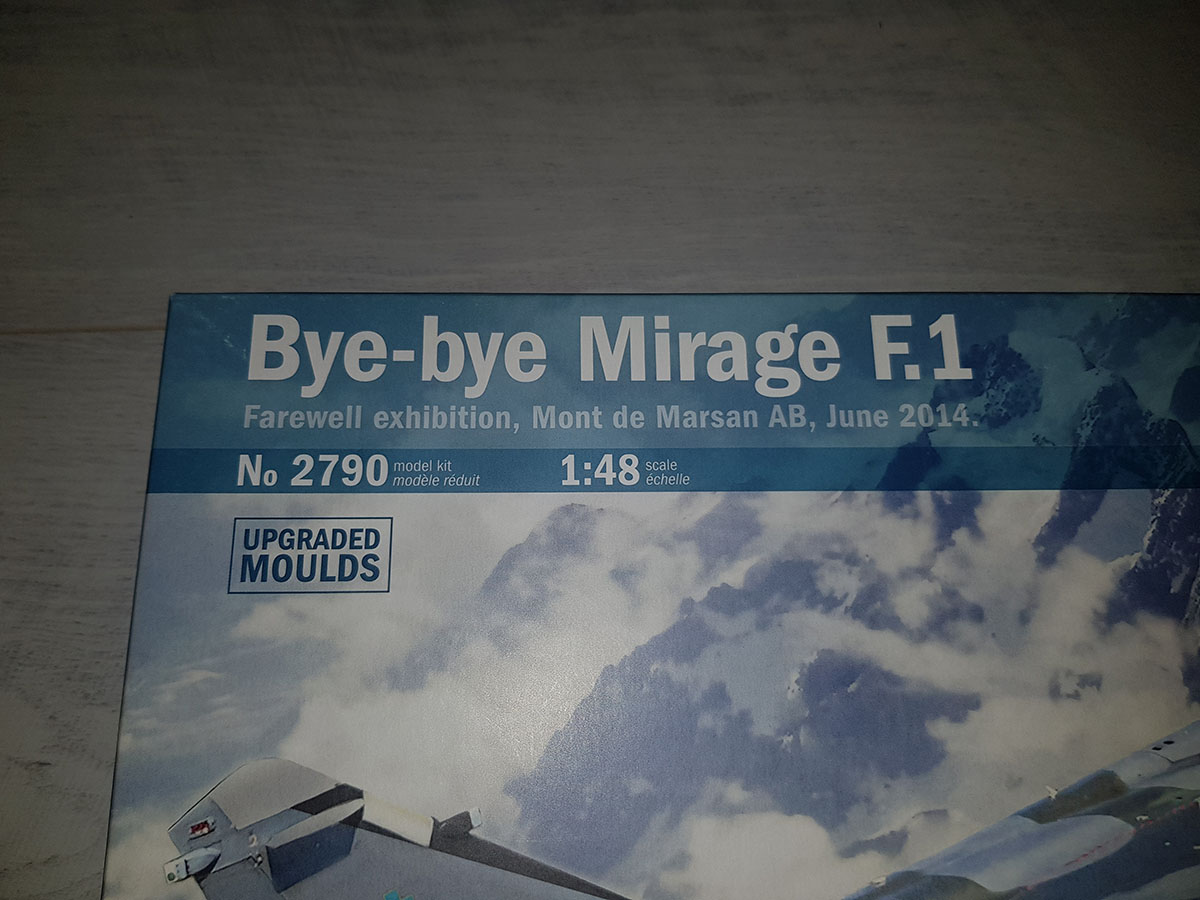 Bye-bye Mirage F.1
Farewell exhibition, Mont de Marsan AB, June 2014.
No 2790 model kit modèle réduit 1:48 scale échelle
UPGRADED
MOULDS